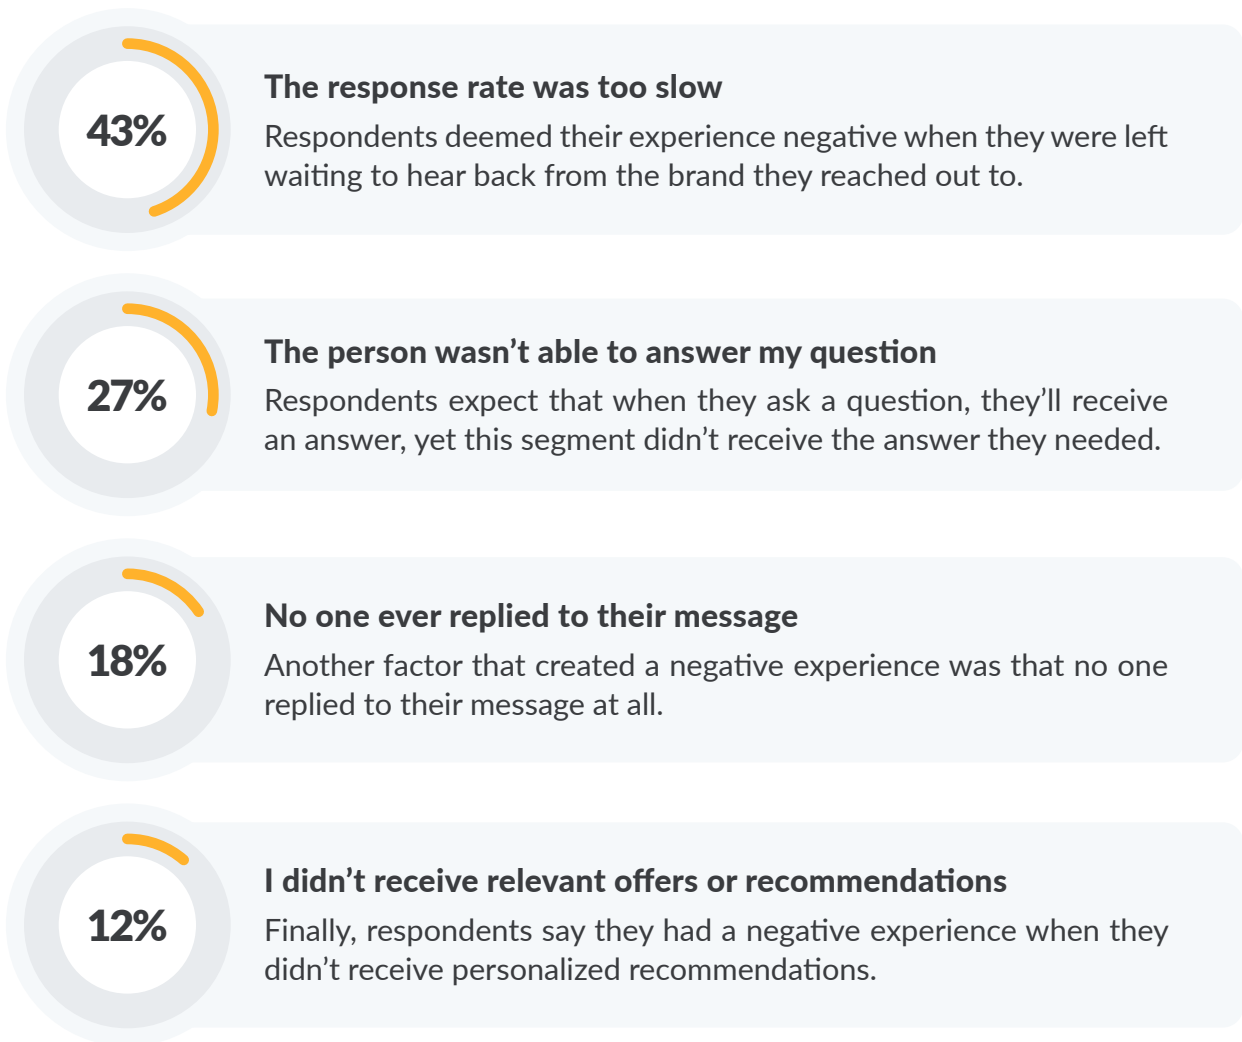 43%
The response rate was too slow
Respondents deemed their experience negative when they were left
waiting to hear back from the brand they reached out to.
27%
The person wasn’t able to answer my question
Respondents expect that when they ask a question, they’ll receive
an answer, yet this segment didn’t receive the answer they needed.
18%
No one ever replied to their message
Another factor that created a negative experience was that no one
replied to their message at all.
12%
I didn’t receive relevant offers or recommendations
Finally, respondents say they had a negative experience when they
didn’t receive personalized recommendations.